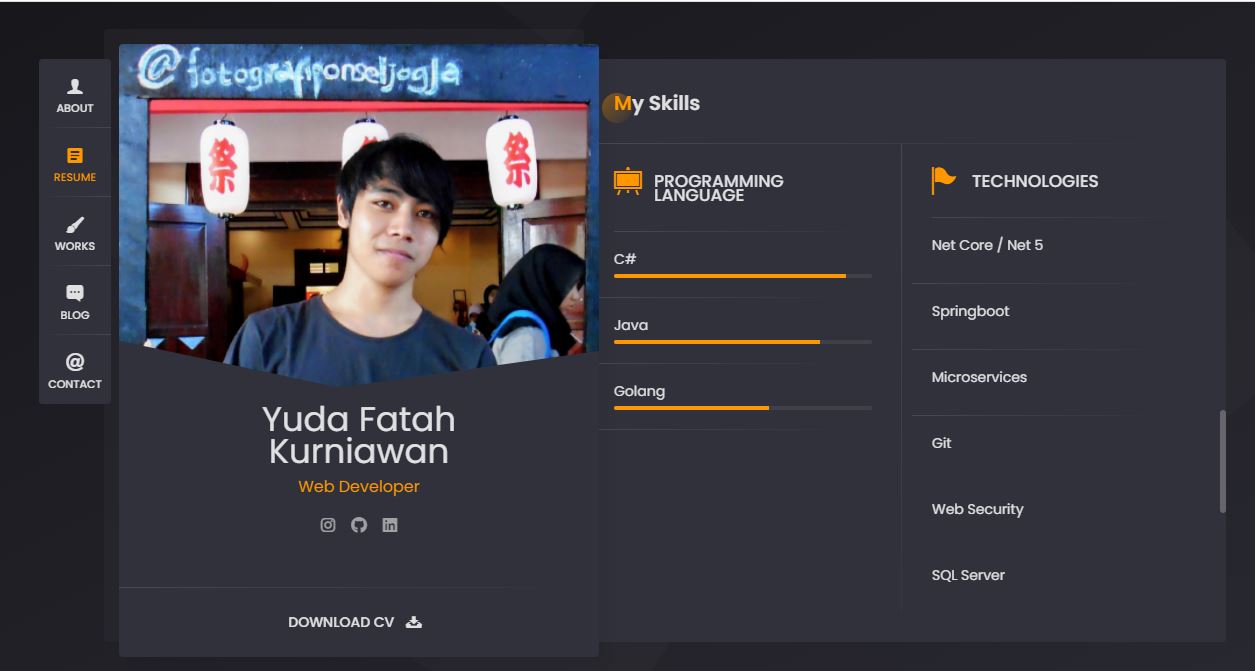 ABOUT
RESUME
WORKS
BLOG
@
CONTACT
@fotografiponseljogja
祭
祭
Yuda Fatah
Kurniawan
Web Developer
in
DOWNLOAD CV
My Skills
PROGRAMMING
LANGUAGE
C#
Java
Golang
TECHNOLOGIES
Net Core / Net 5
Springboot
Microservices
Git
Web Security
SQL Server